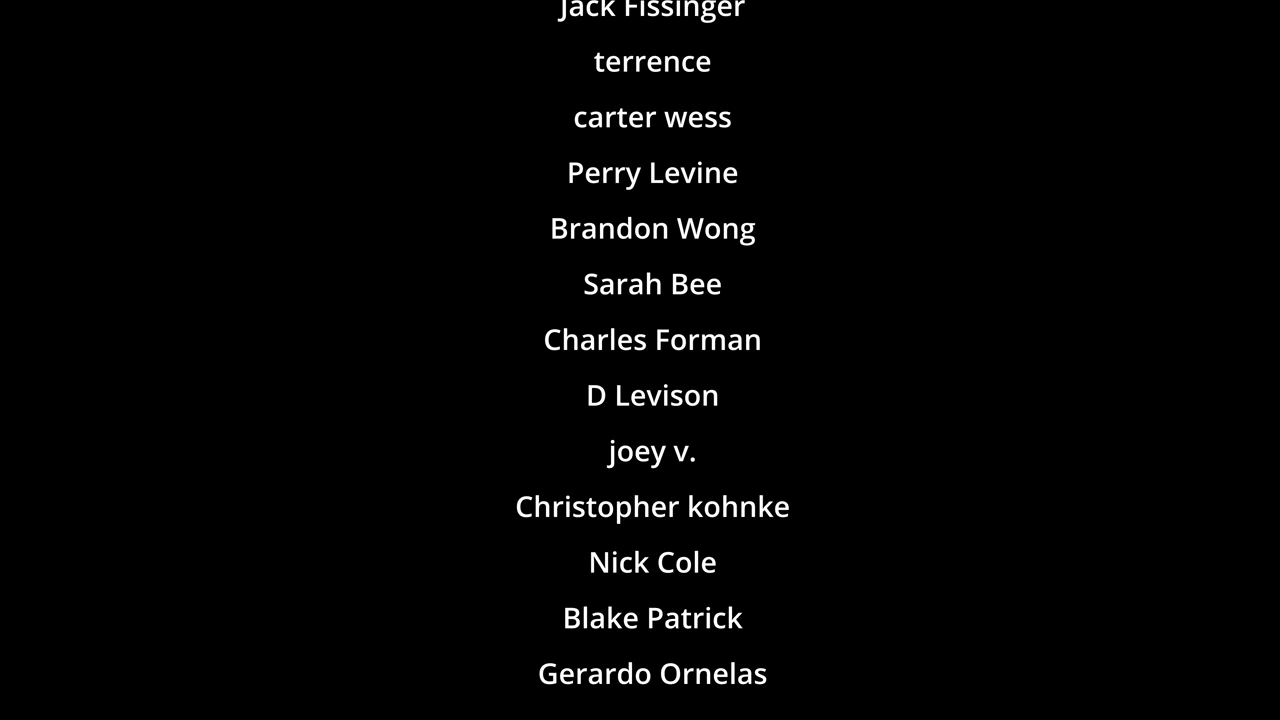 Jack Fissinger
terrence
carter wess
Perry Levine
Brandon Wong
Sarah Bee
Charles Forman
D Levison
joey v.
Christopher kohnke
Nick Cole
Blake Patrick
Gerardo Ornelas